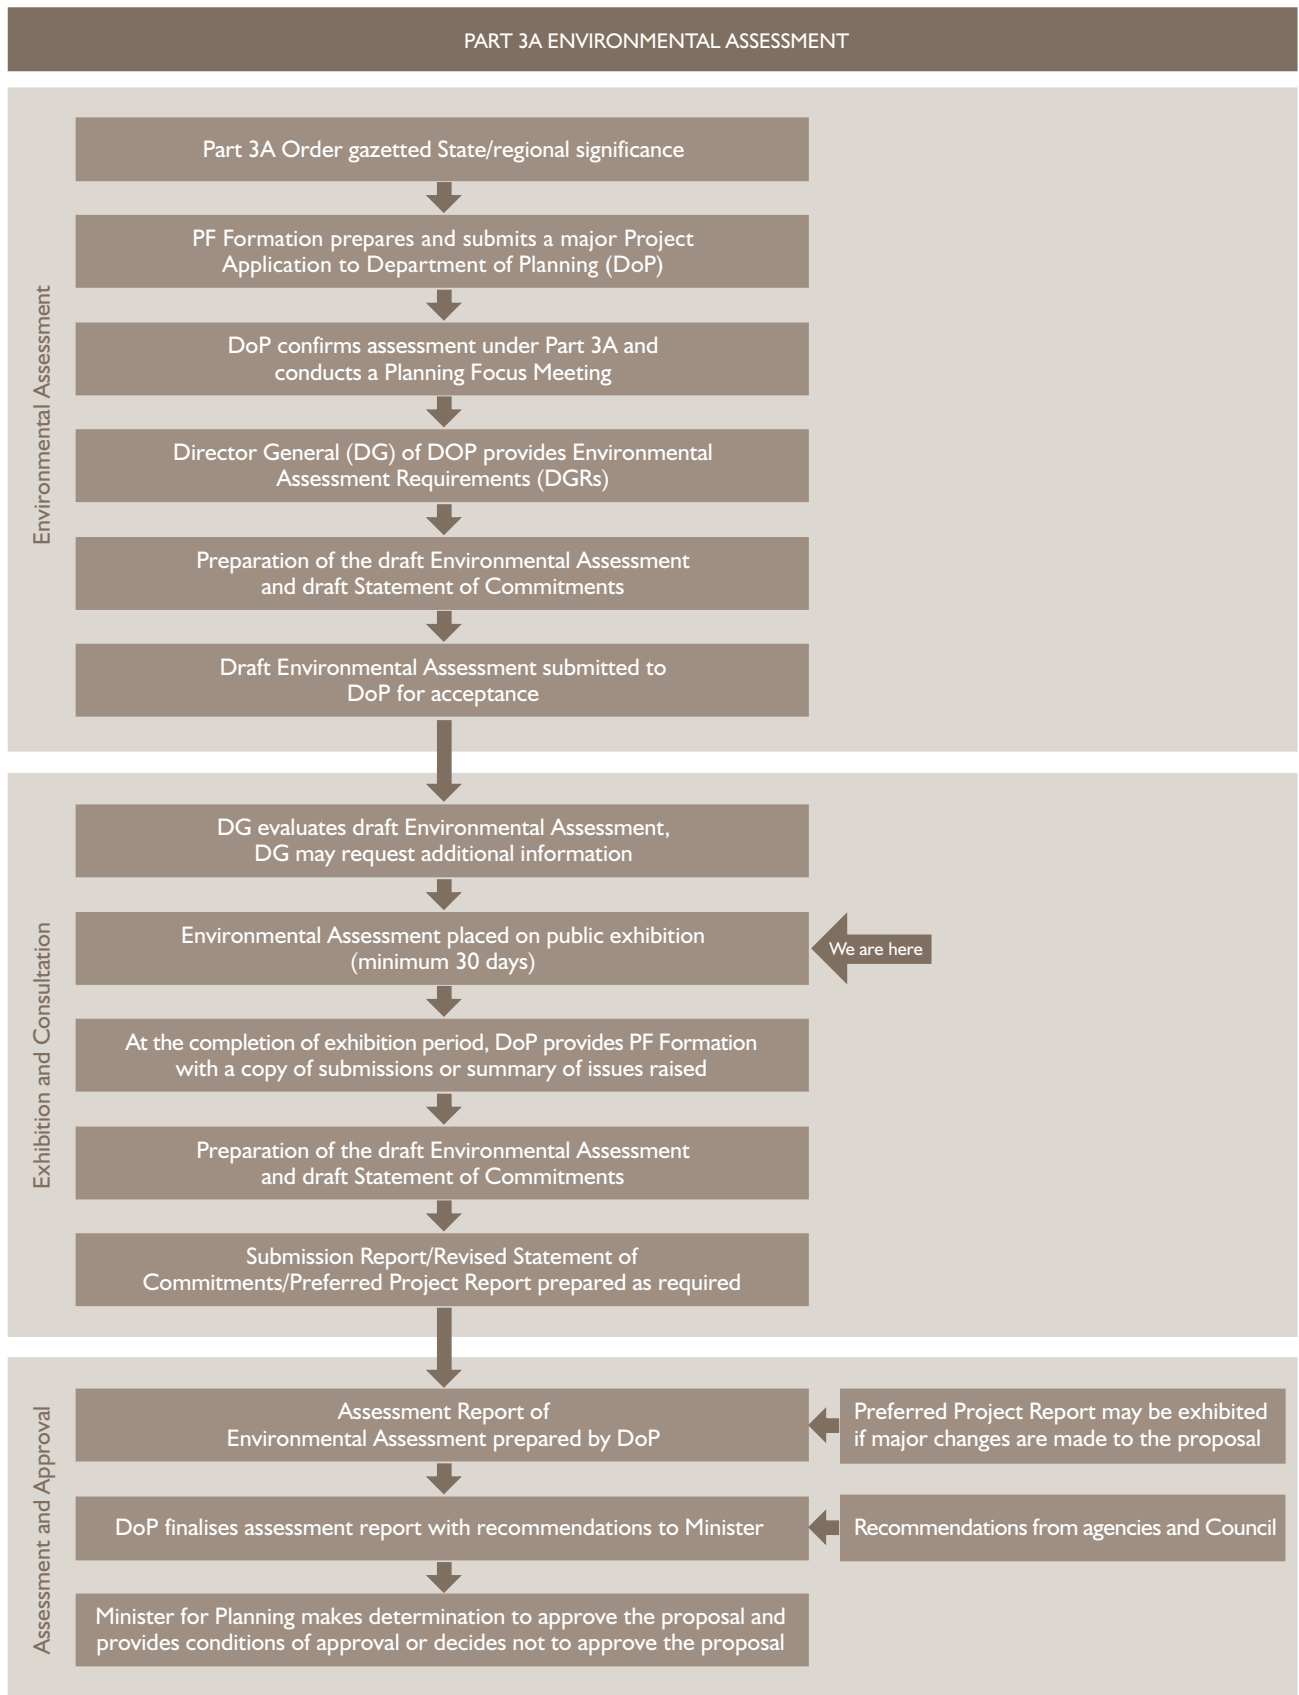 PART 3A ENVIRONMENTAL ASSESSMENT
Environmental Assessment
Part 3A Order gazetted State/regional significance
PF Formation prepares and submits a major Project
Application to Department of Planning (DoP)
DoP confirms assessment under Part 3A and
conducts a Planning Focus Meeting
Director General (DG) of DOP provides Environmental
Assessment Requirements (DGRs)
Preparation of the draft Environmental Assessment
and draft Statement of Commitments
Draft Environmental Assessment submitted to
DoP for acceptance
Exhibition and Consultation
DG evaluates draft Environmental Assessment,
DG may request additional information
Environmental Assessment placed on public exhibition
(minimum 30 days)
We are here
At the completion of exhibition period, DoP provides PF Formation
with a copy of submissions or summary of issues raised
Preparation of the draft Environmental Assessment
and draft Statement of Commitments
Submission Report/Revised Statement of
Commitments/Preferred Project Report prepared as required
Assessment and Approval
Assessment Report of
Environmental Assessment prepared by DoP
Preferred Project Report may be exhibited
if major changes are made to the proposal
DoP finalises assessment report with recommendations to Minister
Recommendations from agencies and Council
Minister for Planning makes determination to approve the proposal and
provides conditions of approval or decides not to approve the proposal